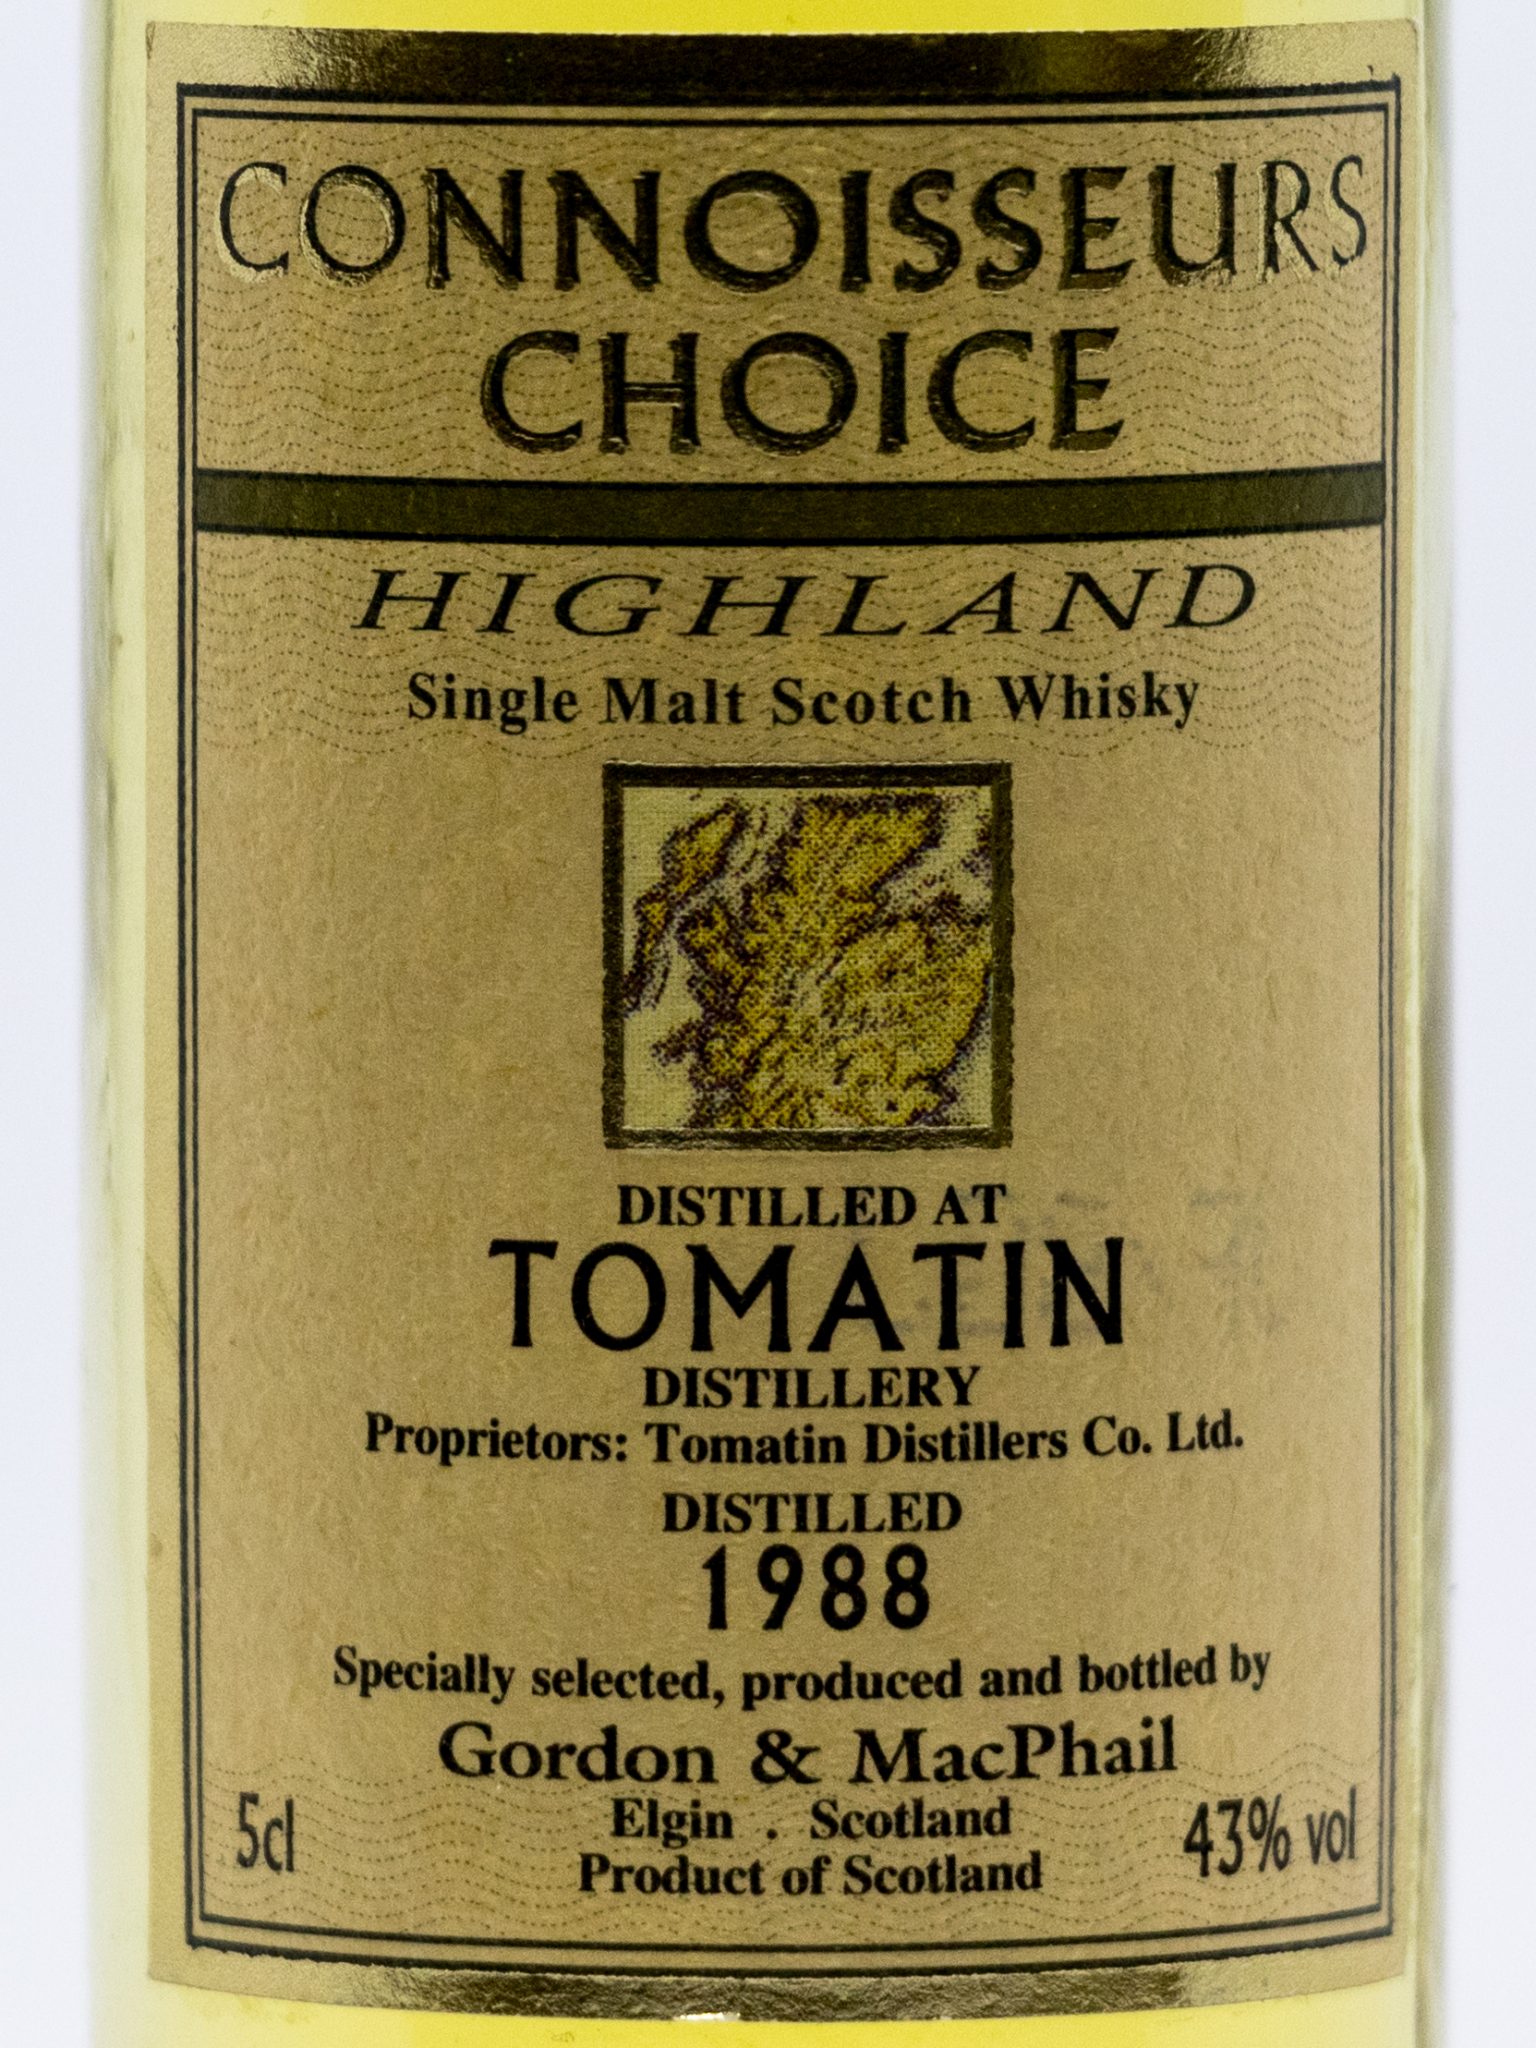 CONNOISSEURS
CHOICE
HIGHLAND
Single Malt Scotch Whisky
DISTILLED AT
TOMATIN
DISTILLERY
Proprietors: Tomatin Distillers Co. Ltd.
DISTILLED
1988
Specially selected, produced and bottled by
Gordon & MacPhail
Elgin . Scotland
Product of Scotland
5cl
43% vol